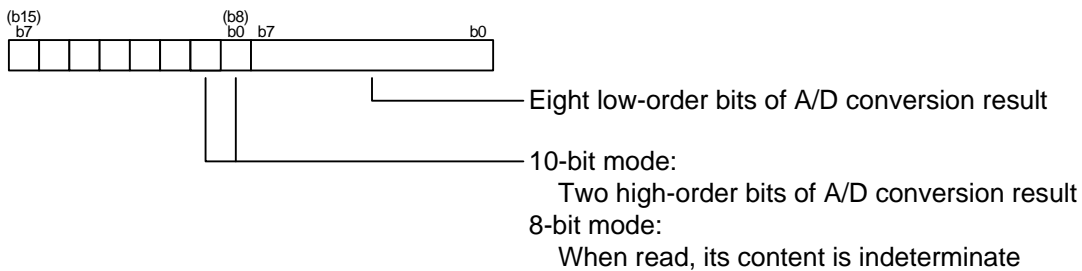 (b15) (b8)
b7 b0 b7 b0
Eight low-order bits of A/D conversion result
10-bit mode:
Two high-order bits of A/D conversion result
8-bit mode:
When read, its content is indeterminate